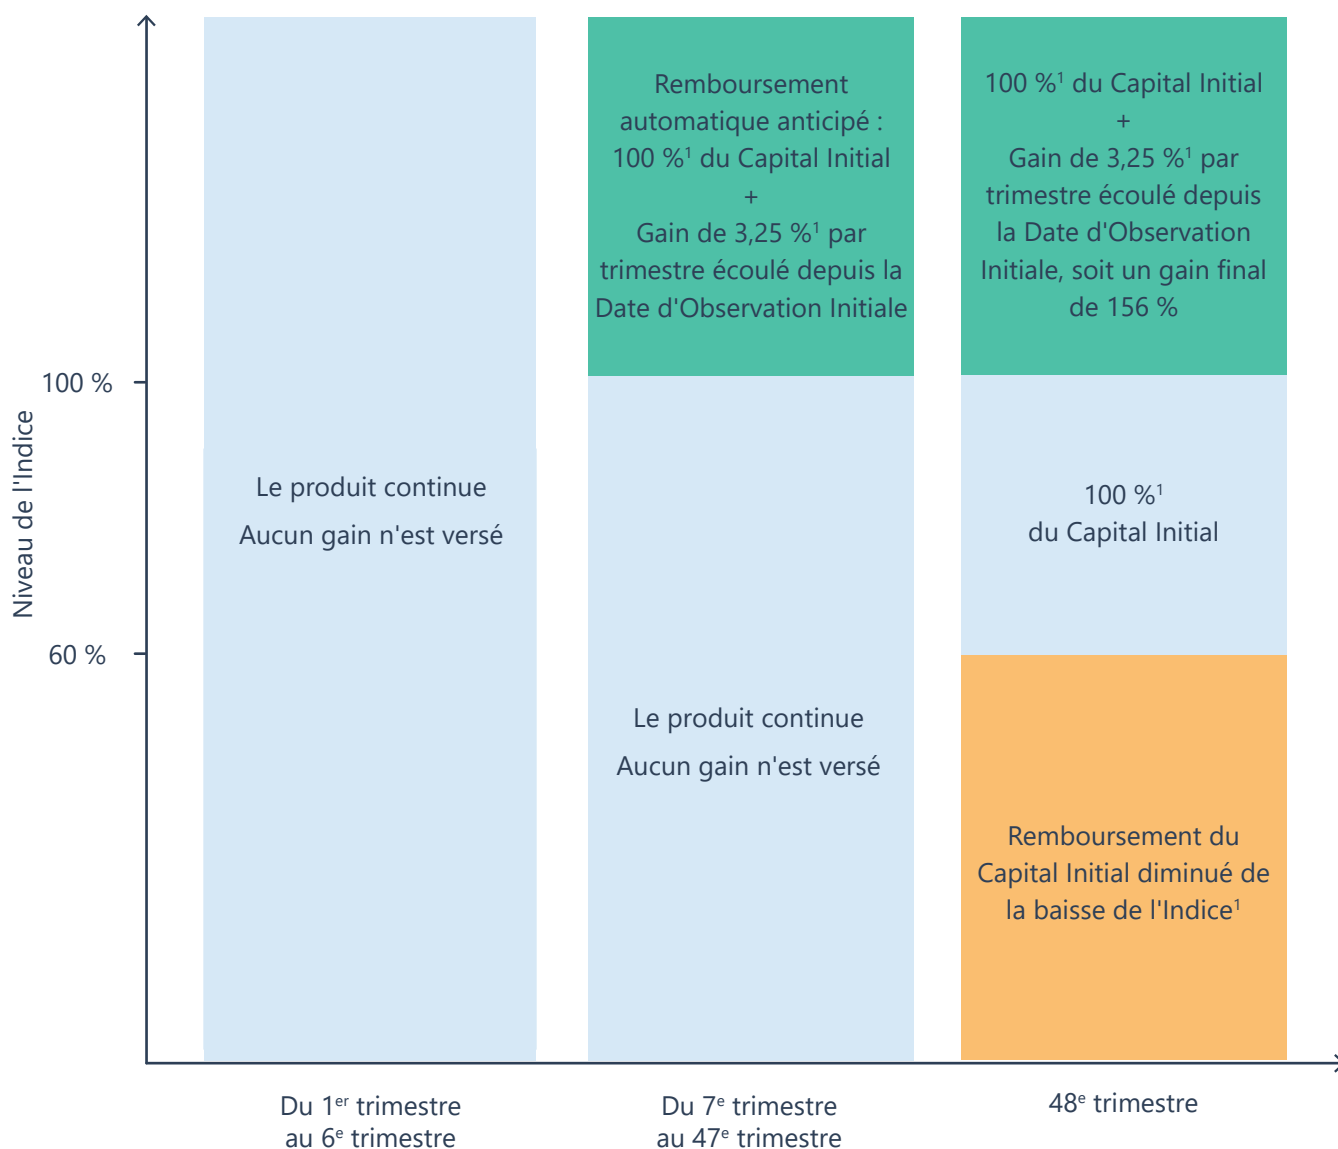 Niveau de l'Indice
100 %
60 %
Le produit continue
Aucun gain n'est versé
Du 1er trimestre
au 6e trimestre
Remboursement
automatique anticipé :
100 %¹ du Capital Initial
+
Gain de 3,25 %¹ par
trimestre écoulé depuis la
Date d'Observation Initiale
Le produit continue
Aucun gain n'est versé
Du 7e trimestre
au 47e trimestre
100 %¹ du Capital Initial
+
Gain de 3,25 %¹ par
trimestre écoulé depuis
la Date d'Observation
Initiale, soit un gain final
de 156 %
100 %¹
du Capital Initial
Remboursement du
Capital Initial diminué de
la baisse de l'Indice¹
48e trimestre